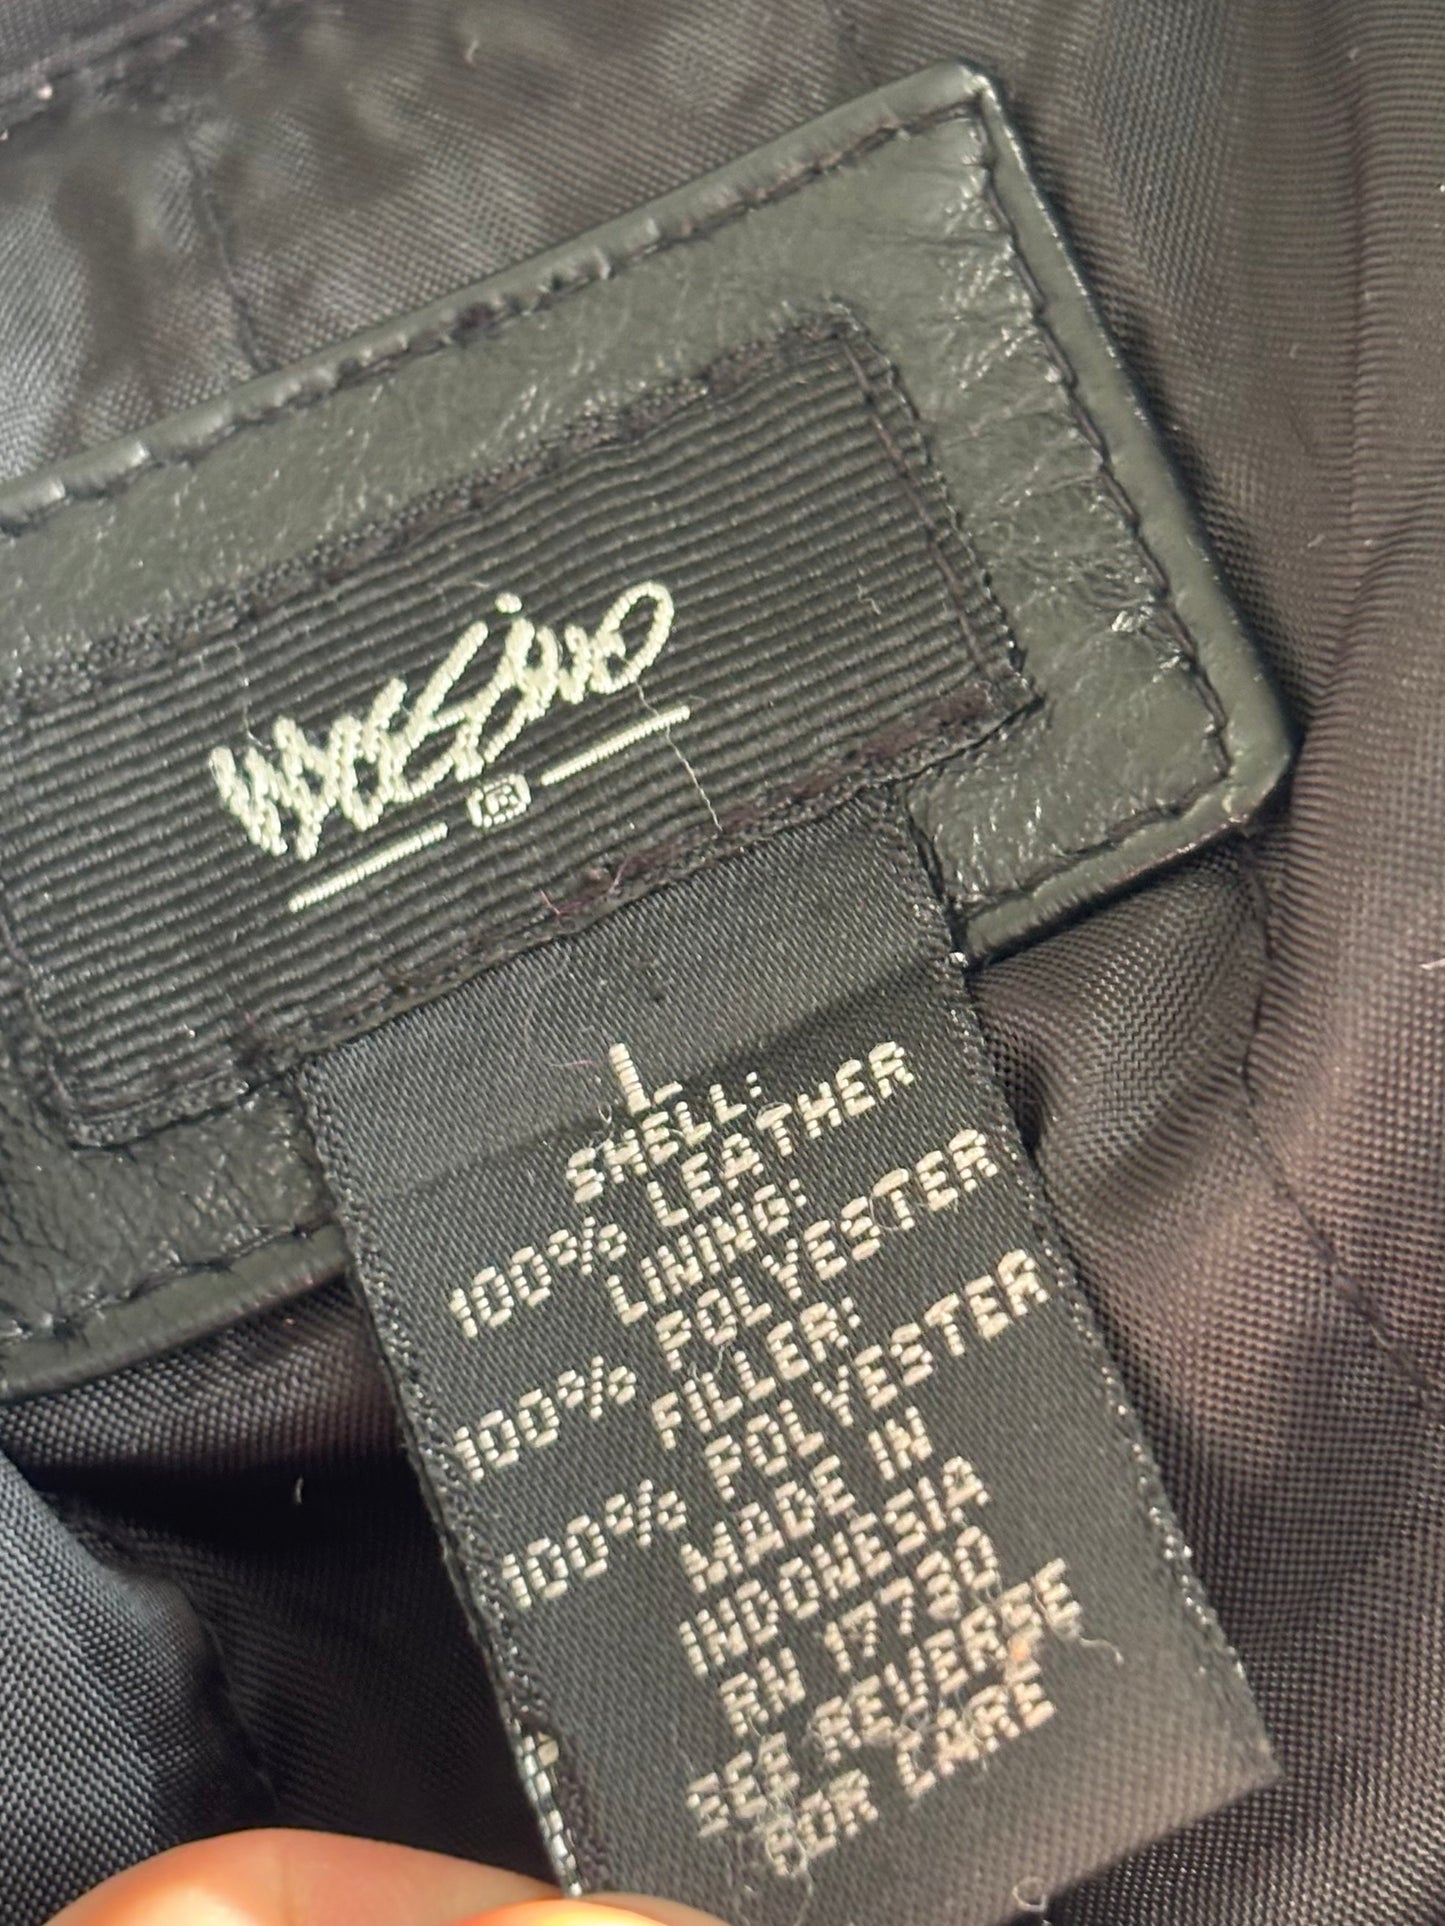 Mossimo
®
L
SHELL:
100% LEATHER
LINING:
100% POLYESTER
FILLER:
100% POLYESTER
MADE IN
INDONESIA
RN 17730
SEE REVERSE
FOR CARE